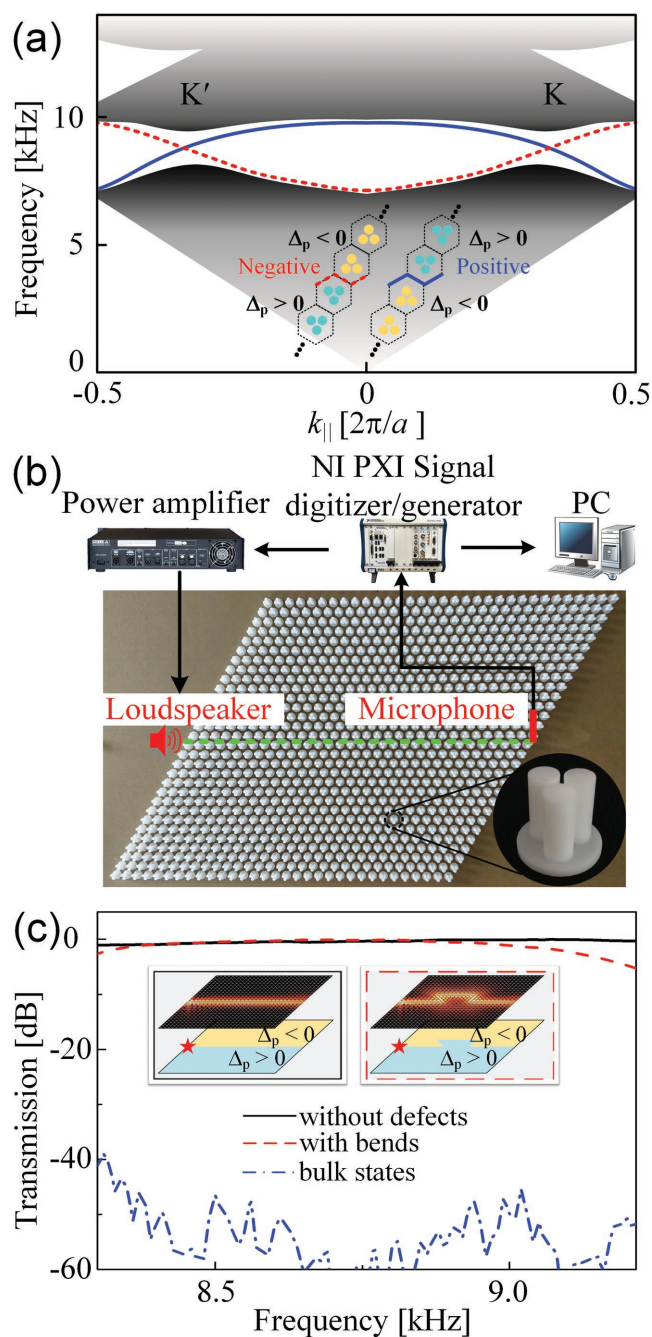 (a)
K′
K
10
5
0
Frequency [kHz]
Δp < 0
Δp > 0
Negative
Positive
Δp > 0
Δp < 0
-0.5
0
0.5
k|| [2π/a]
(b)
NI PXI Signal
Power amplifier
digitizer/generator
PC
Loudspeaker
Microphone
(c)
0
-20
-40
-60
Transmission [dB]
Δp < 0
Δp > 0
Δp < 0
Δp > 0
without defects
with bends
bulk states
8.5
9.0
Frequency [kHz]